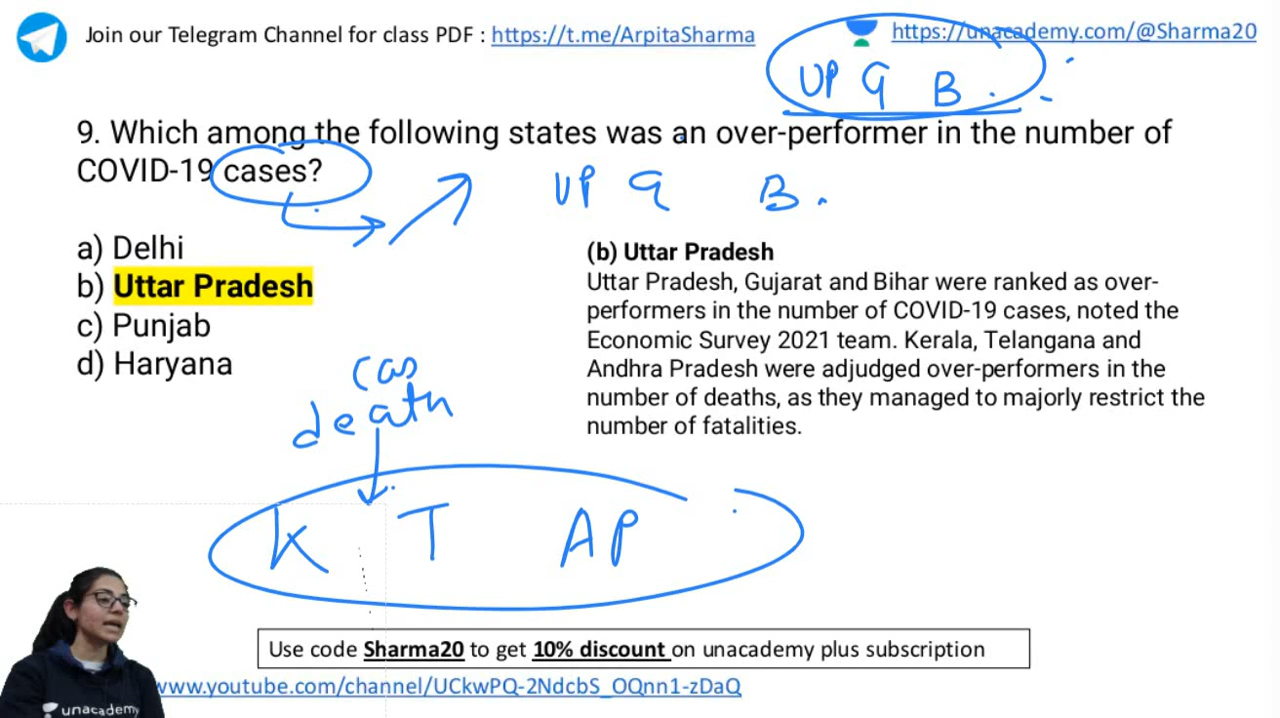 Join our Telegram Channel for class PDF : https://t.me/ArpitaSharma
https://unacademy.com/@Sharma20
UP G B.
9. Which among the following states was an over-performer in the number of
COVID-19 cases?
UP G B.
a) Delhi
b) Uttar Pradesh
c) Punjab
d) Haryana
(b) Uttar Pradesh
Uttar Pradesh, Gujarat and Bihar were ranked as over-
performers in the number of COVID-19 cases, noted the
Economic Survey 2021 team. Kerala, Telangana and
Andhra Pradesh were adjudged over-performers in the
number of deaths, as they managed to majorly restrict the
number of fatalities.
cas
death
K T AP
Use code Sharma20 to get 10% discount on unacademy plus subscription
www.youtube.com/channel/UCkwPQ-2NdcbS_OQnn1-zDaQ
unacademy